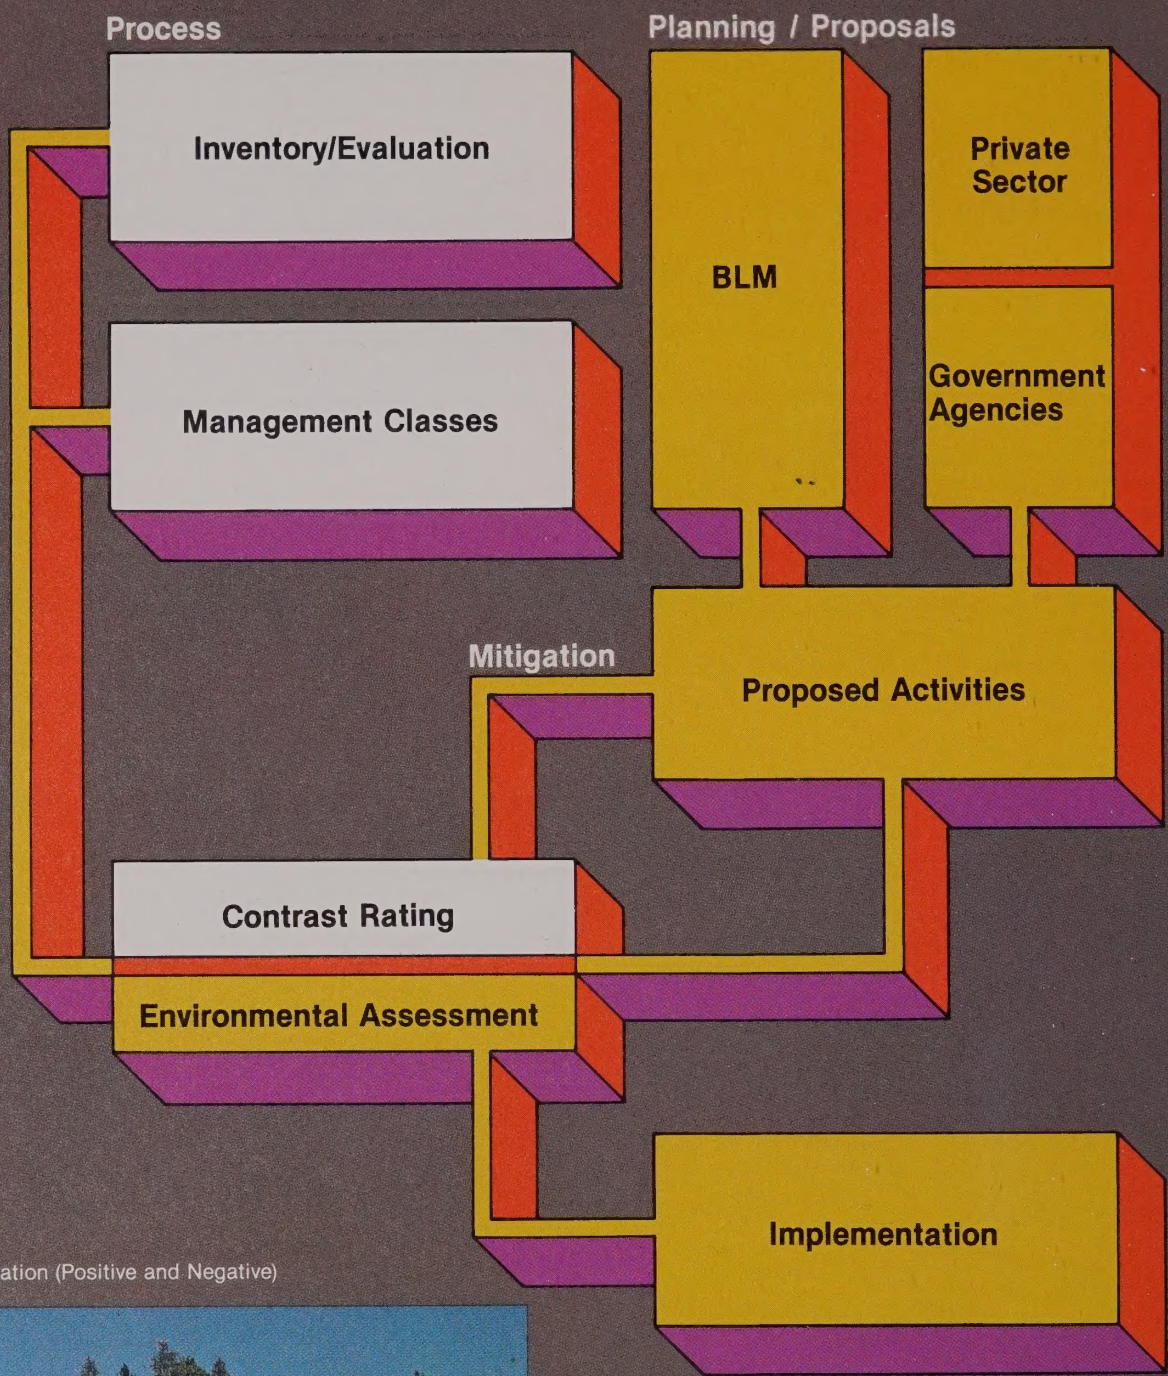 Process
Planning / Proposals
Inventory/Evaluation
BLM
Private
Sector
Government
Agencies
Management Classes
Mitigation
Proposed Activities
Contrast Rating
Environmental Assessment
Implementation
(Positive and Negative)